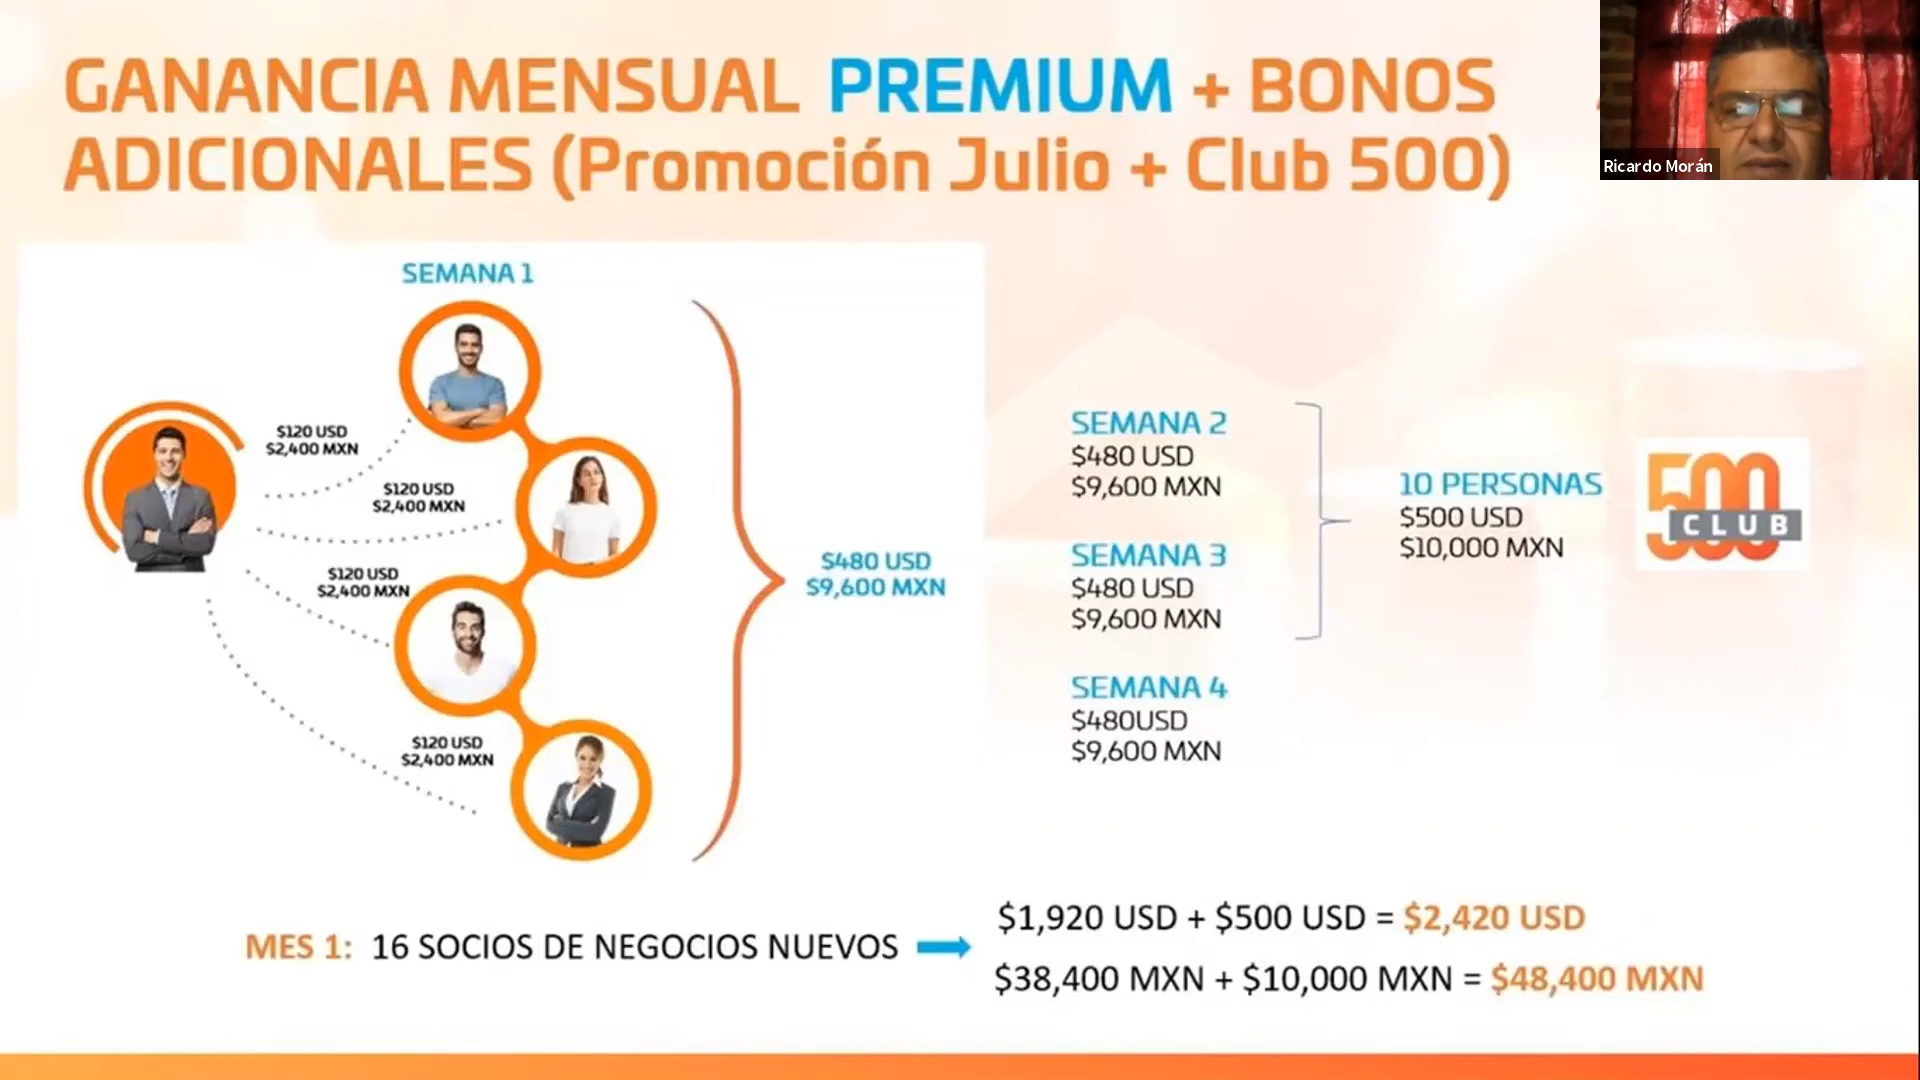 GANANCIA MENSUAL PREMIUM + BONOS
ADICIONALES (Promoción Julio + Club 500)
Ricardo Morán
SEMANA 1
$120 USD
$2,400 MXN
$120 USD
$2,400 MXN
$120 USD
$2,400 MXN
$120 USD
$2,400 MXN
$480 USD
$9,600 MXN
SEMANA 2
$480 USD
$9,600 MXN
SEMANA 3
$480 USD
$9,600 MXN
SEMANA 4
$480USD
$9,600 MXN
10 PERSONAS
$500 USD
$10,000 MXN
500
CLUB
MES 1: 16 SOCIOS DE NEGOCIOS NUEVOS
$1,920 USD + $500 USD = $2,420 USD
$38,400 MXN + $10,000 MXN = $48,400 MXN